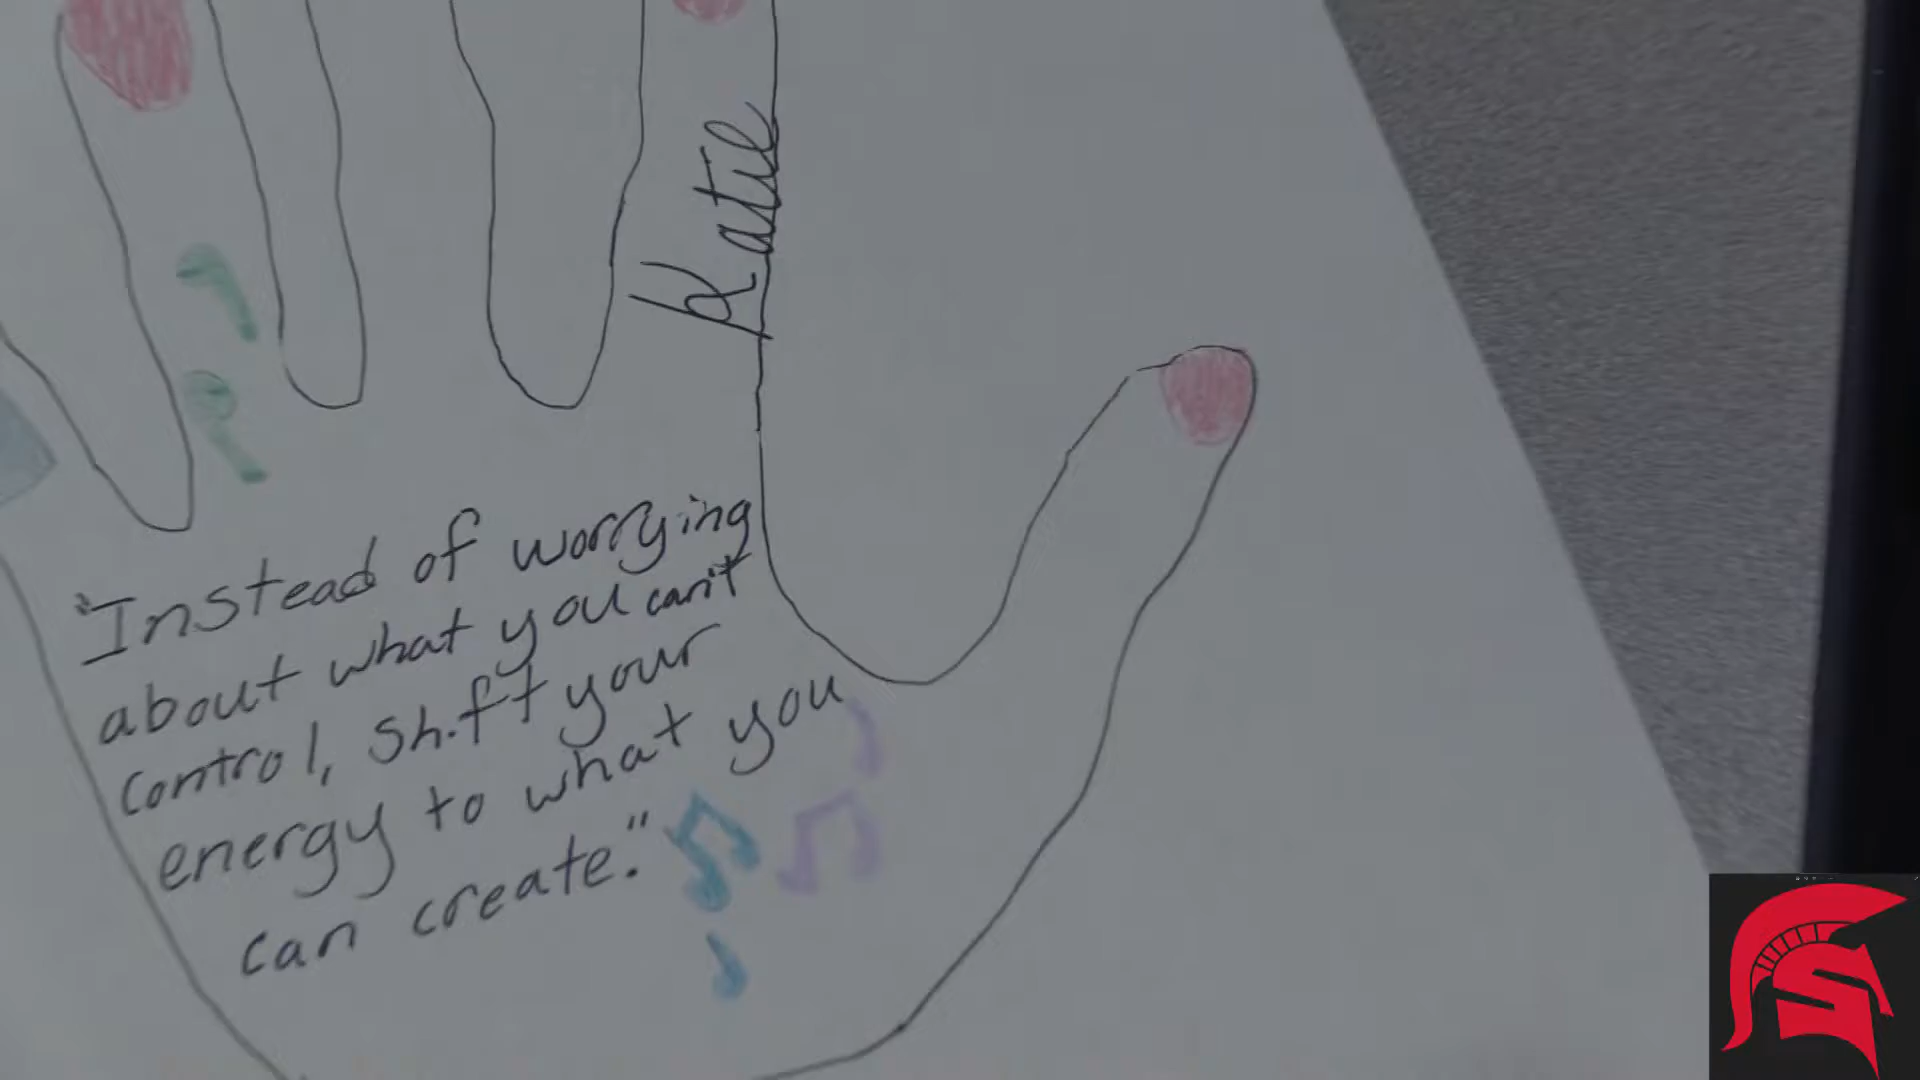 Katie
"Instead of worrying
about what you can't
control, shift your
energy to what you
can create."